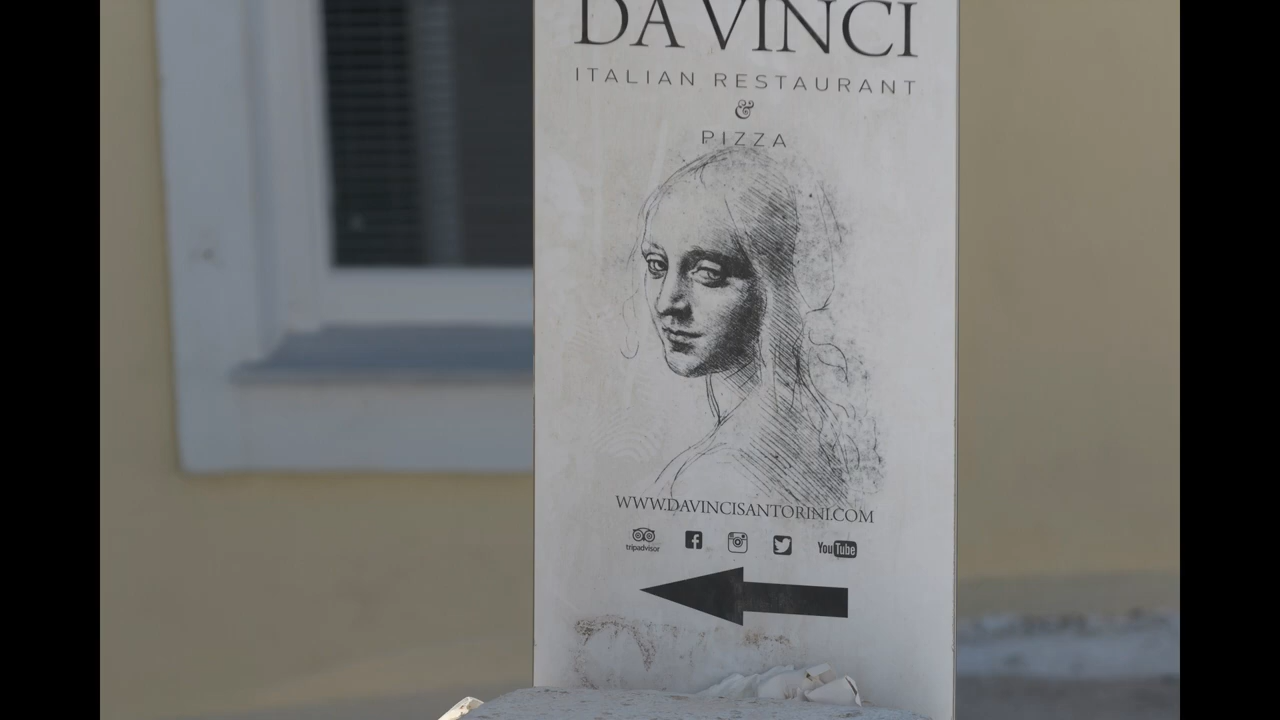 DA VINCI
ITALIAN RESTAURANT
&
PIZZA
WWW.DAVINCISANTORINI.COM
tripadvisor
You Tube